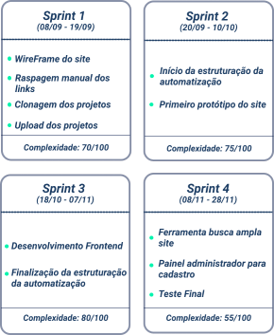 Sprint 1
(08/09 - 19/09)
WireFrame do site
Raspagem manual dos
links
Clonagem dos projetos
Upload dos projetos
Complexidade: 70/100
Sprint 2
(20/09 - 10/10)
Início da estruturação da
automatização
Primeiro protótipo do site
Complexidade: 75/100
Sprint 3
(18/10 - 07/11)
Desenvolvimento Frontend
Finalização da estruturação
da automatização
Complexidade: 80/100
Sprint 4
(08/11 - 28/11)
Ferramenta busca ampla
site
Painel administrador para
cadastro
Teste Final
Complexidade: 55/100